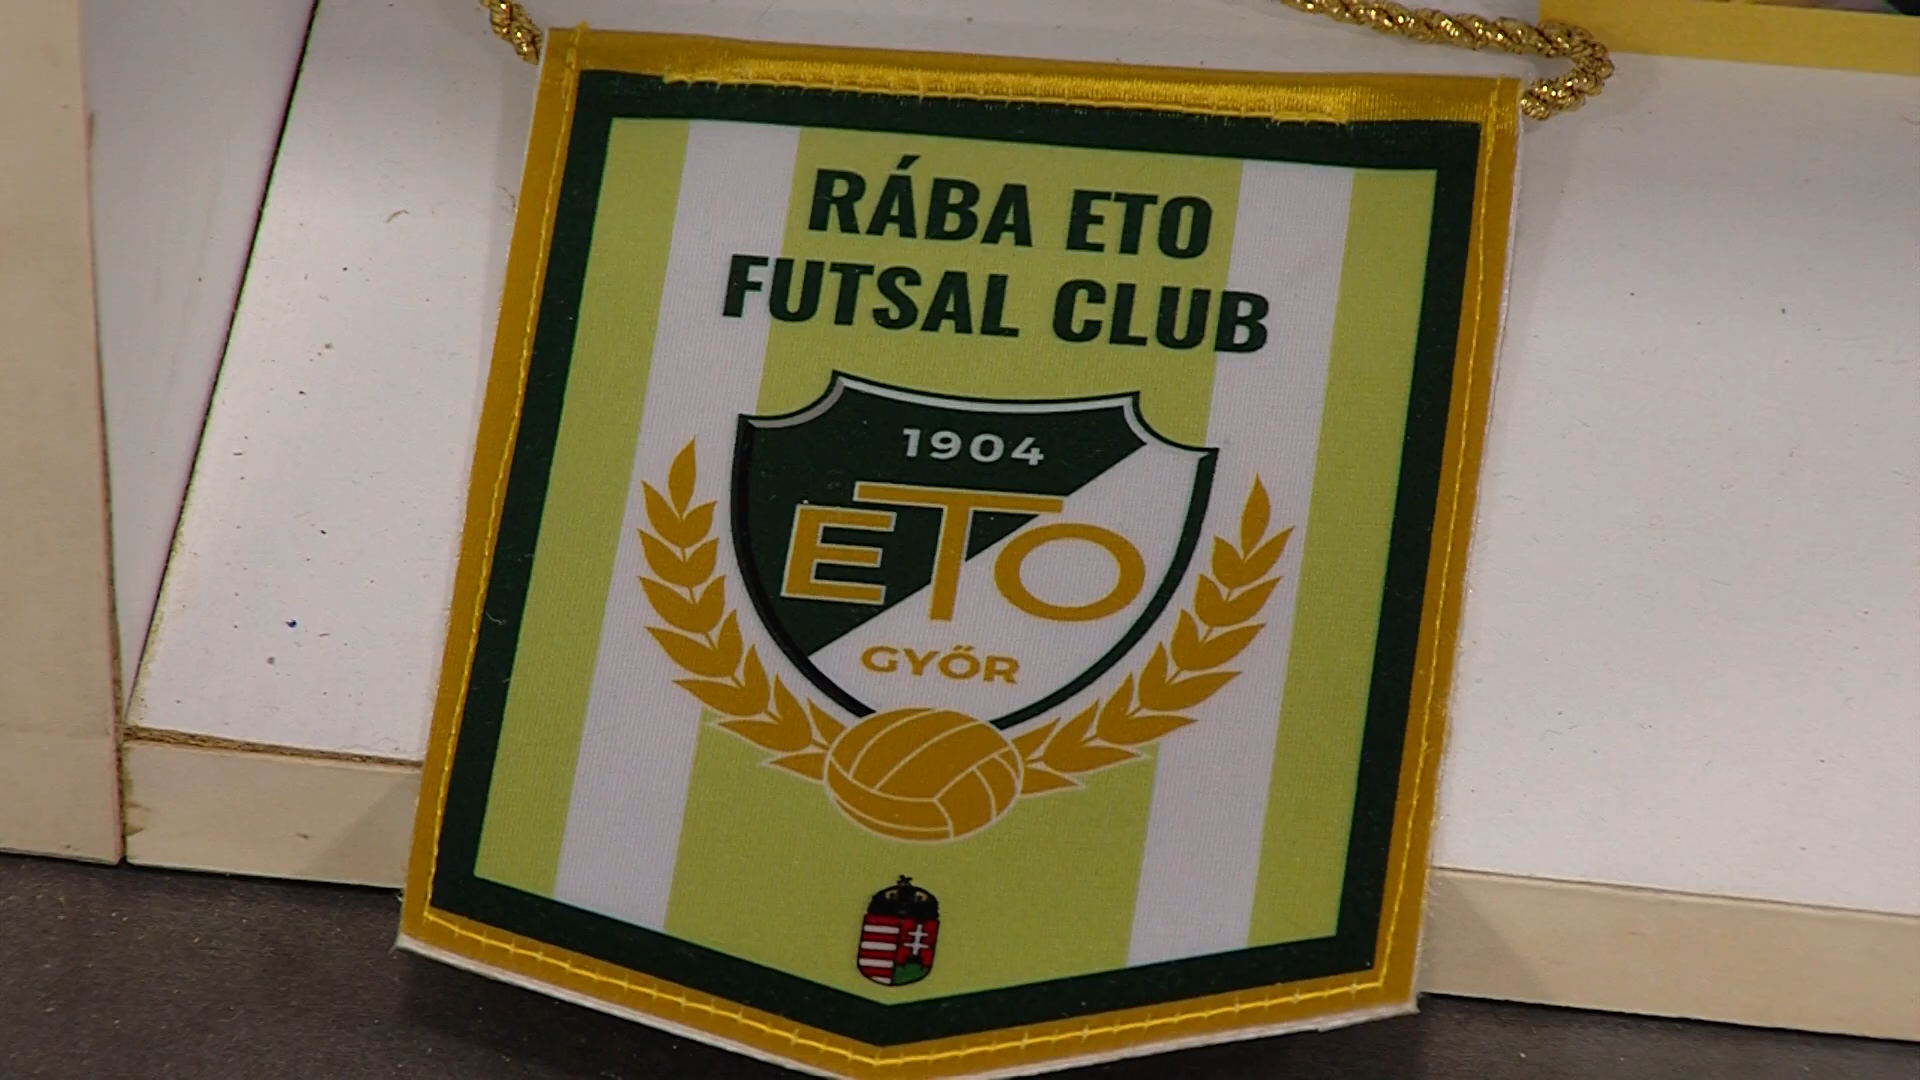 RÁBA ETO
FUTSAL CLUB
1904
ETO
GYŐR